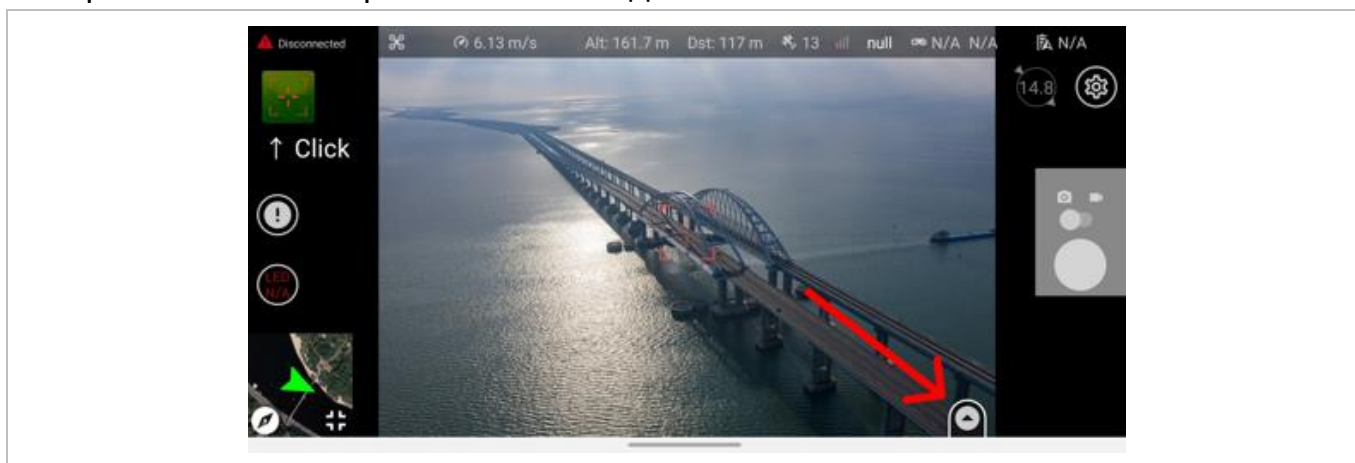 Disconnected
6.13 m/s
Alt: 161.7 m
Dst: 117 m
13
null
N/A N/A
N/A
14.8
↑ Click
LED
N/A